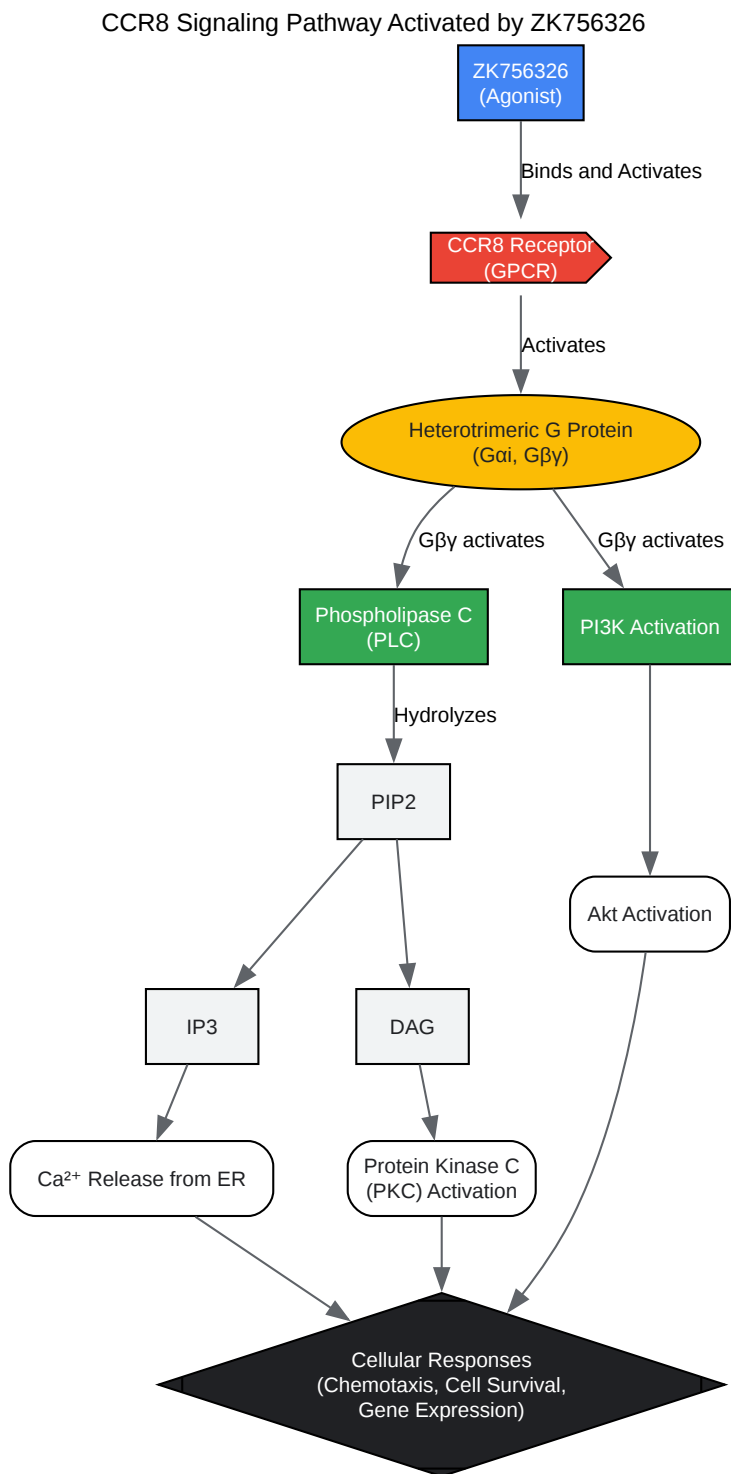 CCR8 Signaling Pathway Activated by ZK756326
ZK756326
(Agonist)
Binds and Activates
CCR8 Receptor
(GPCR)
Activates
Heterotrimeric G Protein
(Gαi, Gβγ)
Gβγ activates
Gβγ activates
Phospholipase C
(PLC)
PI3K Activation
Hydrolyzes
PIP2
Akt Activation
IP3
DAG
Ca²⁺ Release from ER
Protein Kinase C
(PKC) Activation
Cellular Responses
(Chemotaxis, Cell Survival,
Gene Expression)